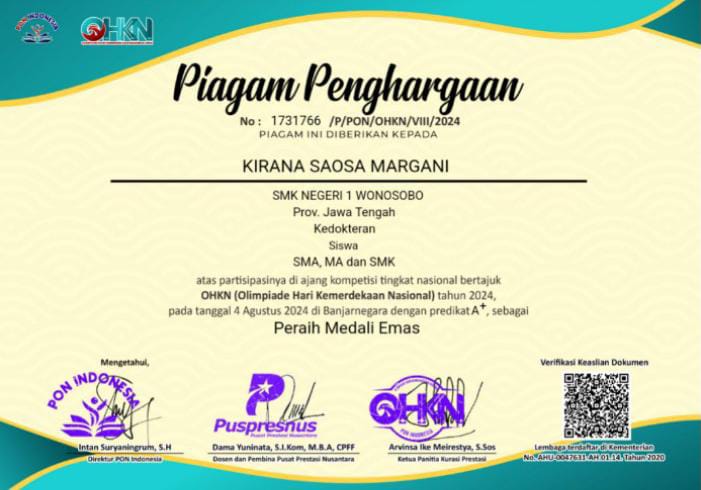 PON INDONESIA
OHKN
Piagam Penghargaan
No : 1731766 /P/PON/OHKN/VIII/2024
PIAGAM INI DIBERIKAN KEPADA
KIRANA SAOSA MARGANI
SMK NEGERI 1 WONOSOBO
Prov. Jawa Tengah
Kedokteran
Siswa
SMA, MA dan SMK
atas partisipasinya di ajang kompetisi tingkat nasional bertajuk
OHKN (Olimpiade Hari Kemerdekaan Nasional) tahun 2024,
pada tanggal 4 Agustus 2024 di Banjarnegara dengan predikat A+, sebagai
Peraih Medali Emas
Mengetahui,
Verifikasi Keaslian Dokumen
PON INDONESIA
Puspresnus
Pusat Prestasi Nusantara
OHKN
PON INDONESIA
Intan Suryaningrum, S.H
Direktur PON Indonesia
Dama Yuninata, S.I.Kom, M.B.A, CPFF
Dosen dan Pembina Pusat Prestasi Nusantara
Arvinsa Ike Meirestya, S.Sos
Ketua Panitia Kurasi Prestasi
Lembaga terdaftar di Kementerian
No. AHU-0047631.AH.01.14. Tahun 2020